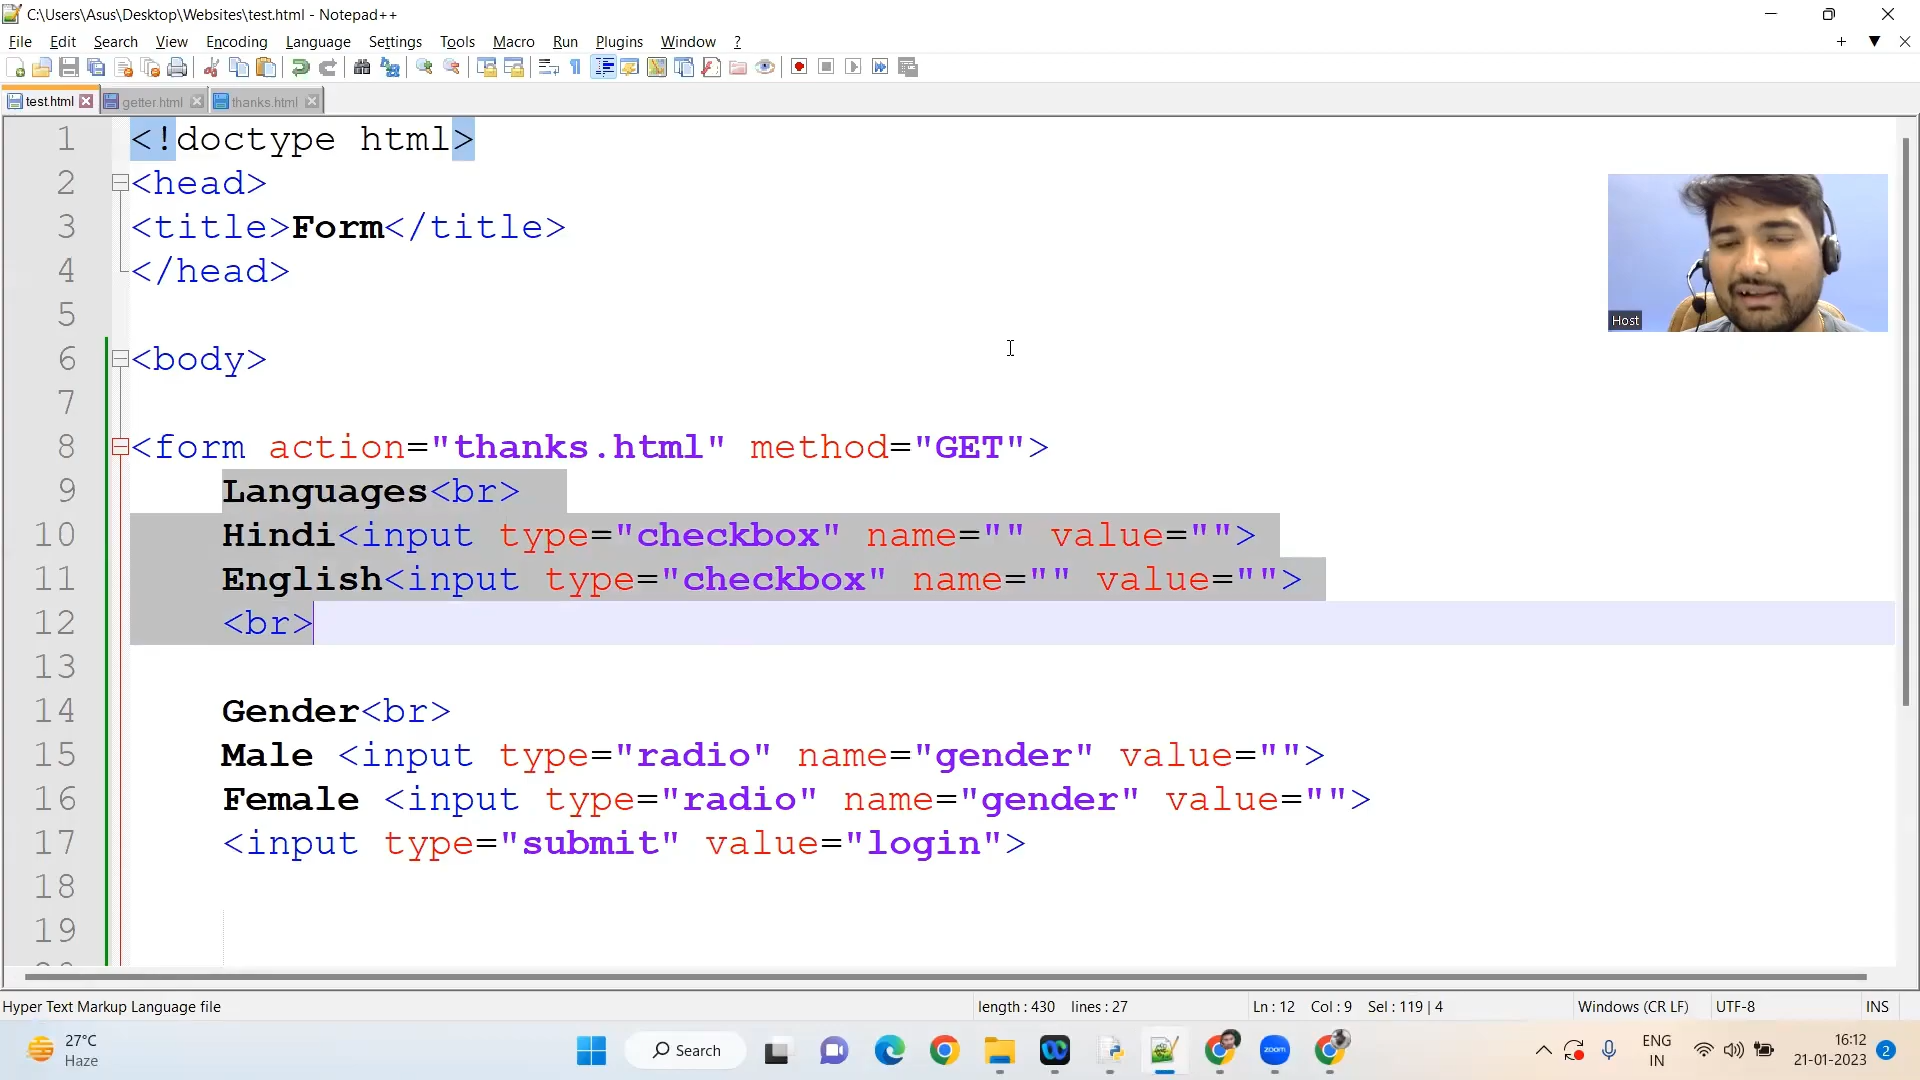 C:\Users\Asus\Desktop\Websites\test.html - Notepad++
File Edit Search View Encoding Language Settings Tools Macro Run Plugins Window ?
test.html getter.html thanks.html
1 <!doctype html>
2 <head>
3 <title>Form</title>
4 </head>
5
6 <body>
7
8 <form action="thanks.html" method="GET">
9 Languages<br>
10 Hindi<input type="checkbox" name="" value="">
11 English<input type="checkbox" name="" value="">
12 <br>
13
14 Gender<br>
15 Male <input type="radio" name="gender" value="">
16 Female <input type="radio" name="gender" value="">
17 <input type="submit" value="login">
18
19
Host
Hyper Text Markup Language file length : 430 lines : 27 Ln : 12 Col : 9 Sel : 119 | 4 Windows (CR LF) UTF-8 INS
27°C
Haze
Search
zoom
ENG
IN
16:12
21-01-2023
2